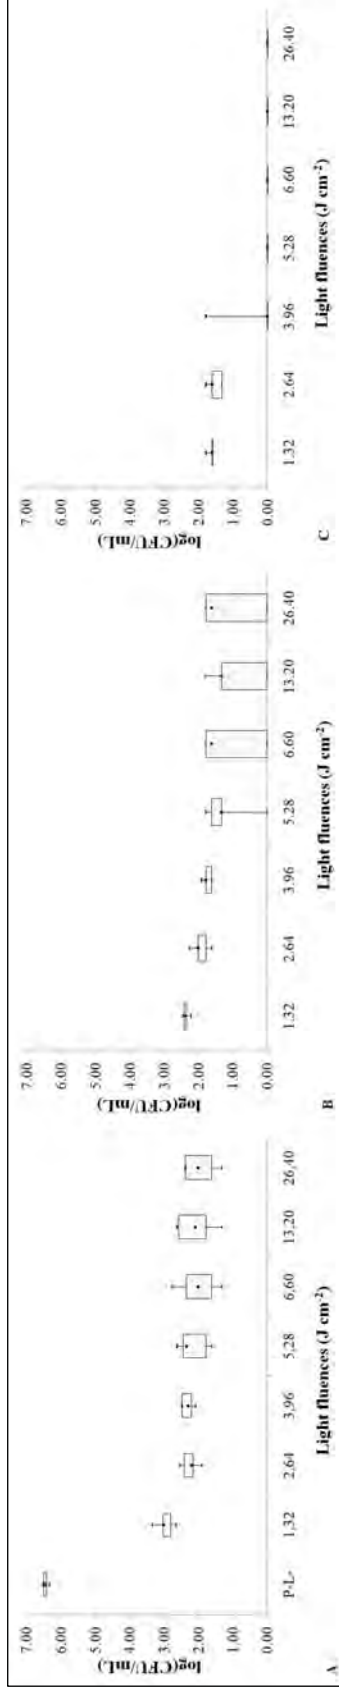 7.00
6.00
5.00
4.00
3.00
2.00
1.00
0.00
log(CFU/mL)
P-L- 1,32 2,64 3,96 5,28 6,60 13,20 26,40
Light fluences (J cm-2)
A
7.00
6.00
5.00
4.00
3.00
2.00
1.00
0.00
log(CFU/mL)
1.32 2.64 3.96 5.28 6.60 13.20 26.40
Light fluences (J cm-2)
B
7.00
6.00
5.00
4.00
3.00
2.00
1.00
0.00
log(CFU/mL)
1.32 2.64 3.96 5.28 6.60 13.20 26.40
Light fluences (J cm-2)
C